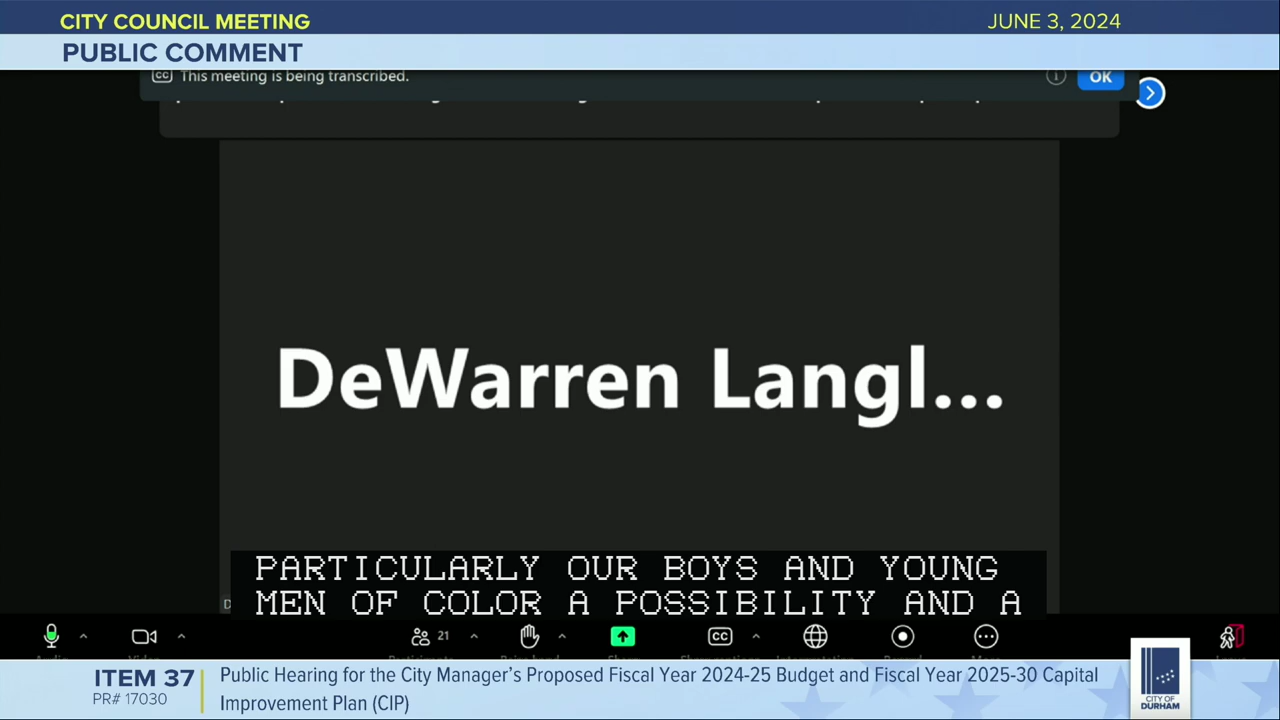 CITY COUNCIL MEETING
JUNE 3, 2024
PUBLIC COMMENT
CC This meeting is being transcribed.
OK
DeWarren Langl...
PARTICULARLY OUR BOYS AND YOUNG
MEN OF COLOR A POSSIBILITY AND A
21
CC
ITEM 37
PR# 17030
Public Hearing for the City Manager's Proposed Fiscal Year 2024-25 Budget and Fiscal Year 2025-30 Capital
Improvement Plan (CIP)
CITY OF
DURHAM